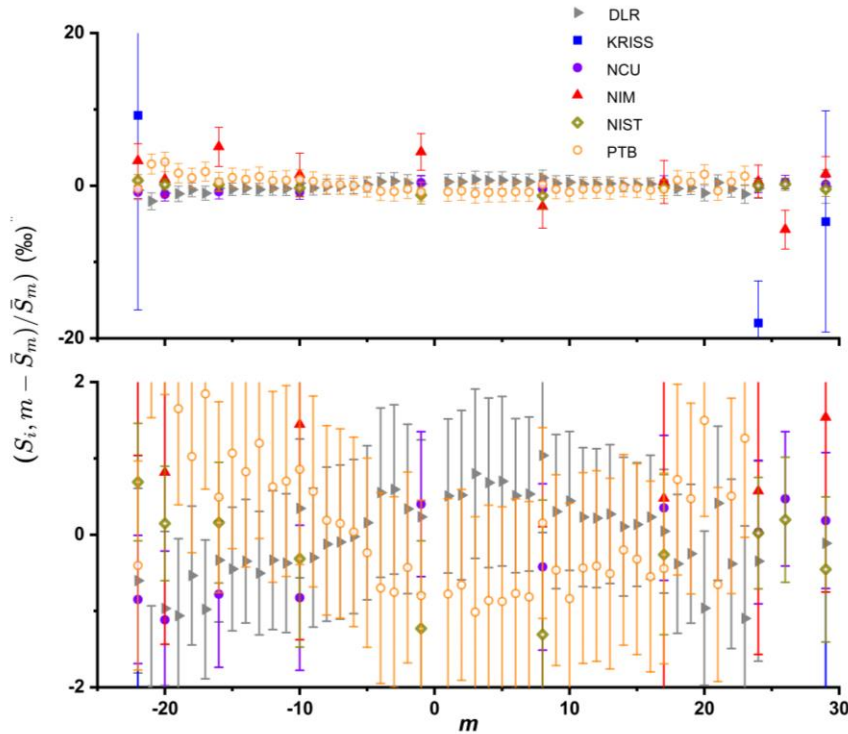 20
0
-20
DLR
KRISS
NCU
NIM
NIST
PTB
(S_i, m − S̄_m)/S̄_m) (‰)¨
2
0
-2
-20 -10 0 10 20 30
m